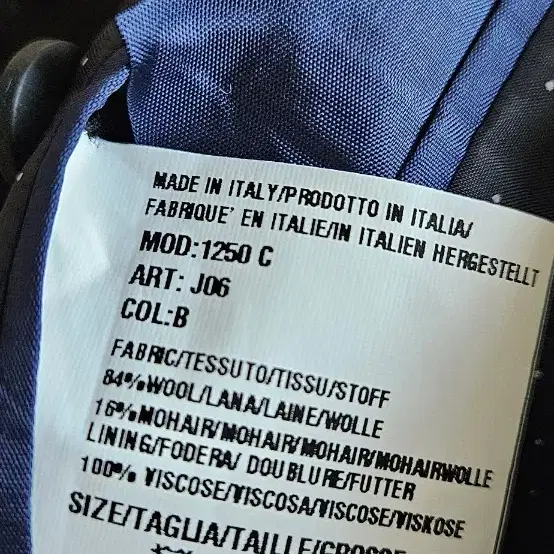 MADE IN ITALY/PRODOTTO IN ITALIA/
FABRIQUE' EN ITALIE/IN ITALIEN HERGESTELLT
MOD:1250 C
ART: J06
COL:B
FABRIC/TESSUTO/TISSU/STOFF
84%WOOL/LANA/LAINE/WOLLE
16%MOHAIR/MOHAIR/MOHAIR/MOHAIRWOLLE
LINING/FODERA/ DOUBLURE/FUTTER
100% VISCOSE/VISCOSA/VISCOSE/VISKOSE
SIZE/TAGLIA/TAILLE/GROSSE